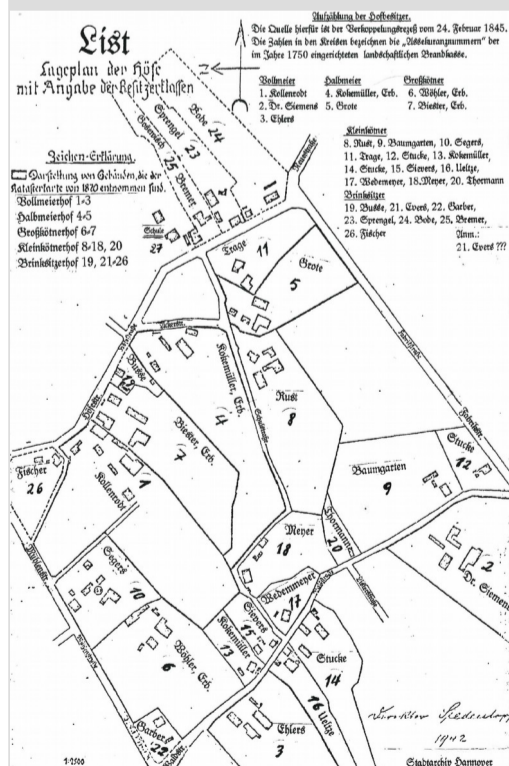 List
Lageplan der Höfe
mit Angabe der Besitzerklassen
Aufzählung der Hofbesitzer.
Die Quelle hierfür ist der Verkoppelungsrezeß vom 24. Februar 1845.
Die Zahlen in den Kreisen bezeichnen die „Assekuranznummern" der
im Jahre 1750 eingerichteten landschaftlichen Brandkasse.
Vollmeier
1. Kollenrodt
2. Dr. Siemens
3. Ehlers
Halbmeier
4. Kokemüller, Erb.
5. Grote
Großkötner
6. Wöhler, Erb.
7. Biester, Erb.
Kleinkötner
8. Rust, 9. Baumgarten, 10. Segers,
11. Trage, 12. Stucke, 13. Kokemüller,
14. Stucke, 15. Sievers, 16. Ueltze,
17. Wedemeyer, 18. Meyer, 20. Thormann
Brinksitzer
19. Busse, 21. Evers, 22. Garber,
23. Sprengel, 24. Bode, 25. Bremer,
26. Fischer
Anm.:
21. Evers ???
Zeichen-Erklärung.
Darstellung von Gebäuden, die der
Katasterkarte von 1870 entnommen sind.
Vollmeierhof 1-3
Halbmeierhof 4-5
Großkötnerhof 6-7
Kleinkötnerhof 8-18, 20
Brinksitzerhof 19, 21-26
N
Bode 24
Sprengel 23
Bremer 25
Schule
27
Trage 11
Grote
5
Kokemüller, Erb.
4
Rust
8
Busse
Biester, Erb.
7
Kollenrodt 1
Fischer
26
Baumgarten
9
Stucke
12
Thormann
20
Meyer
18
Dr. Siemens
2
Wedemmeyer
17
Segers
10
Sievers
15
Kokemüller
13
Wöhler, Erb.
6
Stucke
14
16 Ueltze
Garbers
22
Ehlers
3
1942
1:2500
Stadtarchiv Hannover